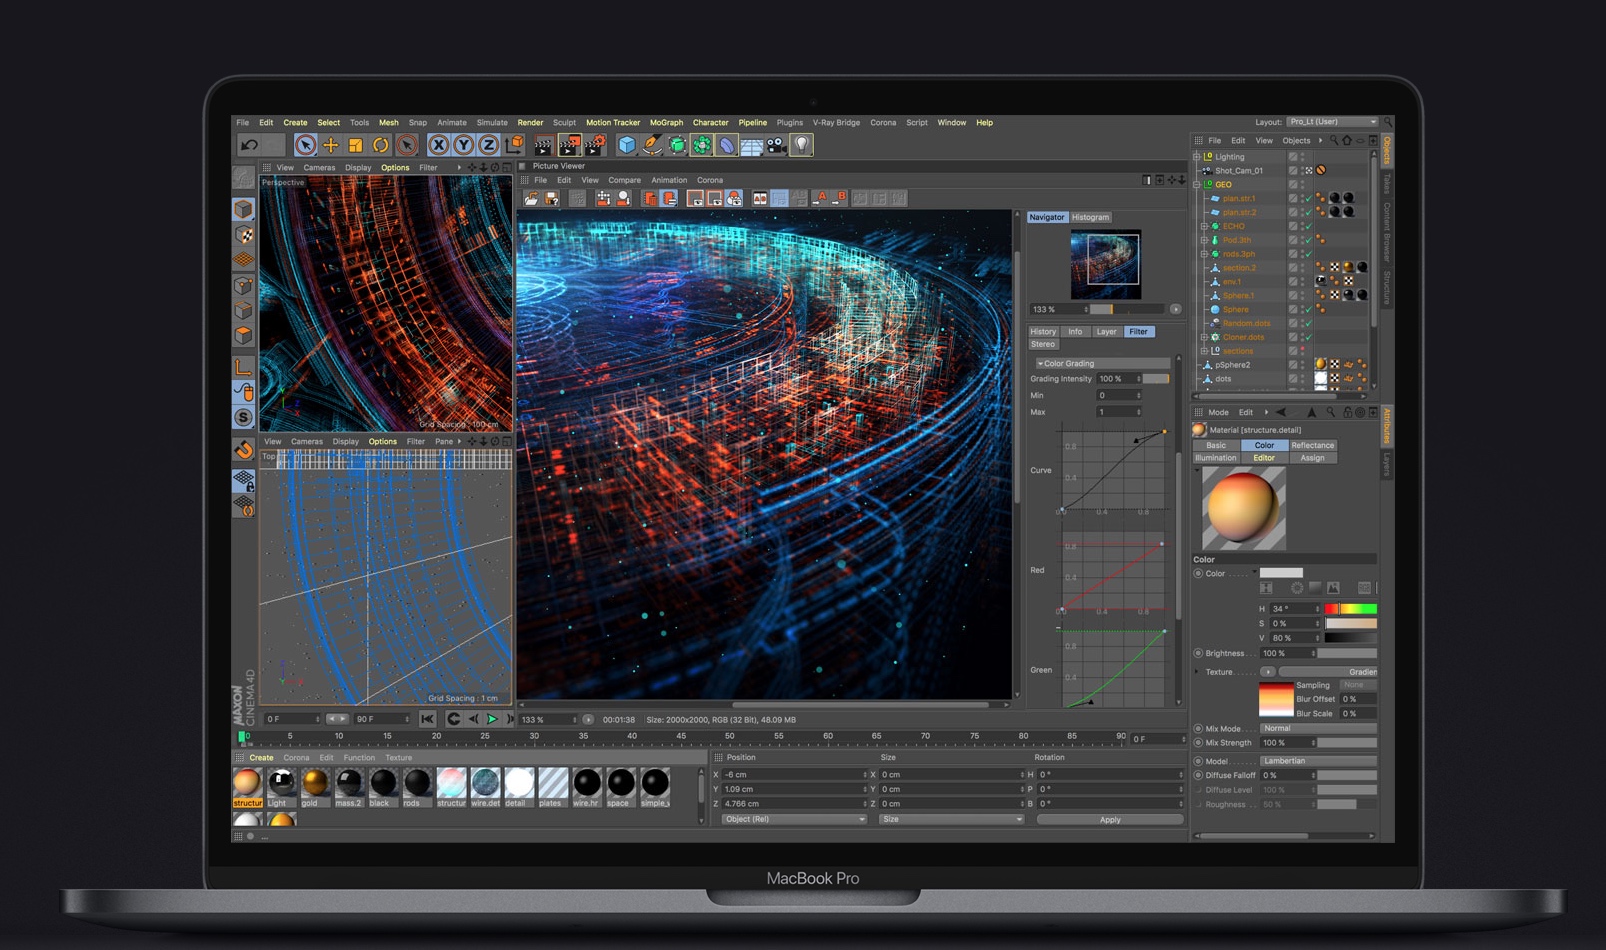 File Edit Create Select Tools Mesh Snap Animate Simulate Render Sculpt Motion Tracker MoGraph Character Pipeline Plugins V-Ray Bridge Corona Script Window Help
Layout: Pro_Lt (User)
X Y Z
View Cameras Display Options Filter
Perspective
Grid Spacing : 100 cm
View Cameras Display Options Filter Pane
Top
Grid Spacing : 1 cm
S
MAXON CINEMA 4D
Picture Viewer
File Edit View Compare Animation Corona
A B
Navigator Histogram
133 %
History Info Layer Filter
Stereo
Color Grading
Grading Intensity 100 %
Min 0
Max 1
Curve
0.8
0.4
0.0 0.4 0.8
Red
0.8
0.4
0.0 0.4 0.8
Green
0.8
0.4
File Edit View Objects
Objects
Takes
Content Browser
Structure
Lighting
Shot_Cam_01
GEO
plan.str.1
plan.str.2
ECHO
Pod.3th
rods.3ph
section.2
env.1
Sphere.1
Sphere
Random.dots
Cloner.dots
sections
pSphere2
dots
Mode Edit
Attributes
Layers
Material [structure.detail]
Basic Color Reflectance
Illumination Editor Assign
Color
Color
H 34 °
S 0 %
V 80 %
Brightness 100 %
Texture Gradien
Sampling None
Blur Offset 0 %
Blur Scale 0 %
Mix Mode Normal
Mix Strength 100 %
Model Lambertian
Diffuse Falloff 0 %
Diffuse Level 100 %
Roughness 50 %
0 F 90 F
133 % 00:01:38 Size: 2000x2000, RGB (32 Bit), 48.09 MB
0 5 10 15 20 25 30 35 40 45 50 55 60 65 70 75 80 85 90 0 F
Create Corona Edit Function Texture
structur Light gold mass.2 black rods structur wire.det detail plates wire.hr space simple_v
Position Size Rotation
X -6 cm X 0 cm H 0 °
Y 1.09 cm Y 0 cm P 0 °
Z 4.766 cm Z 0 cm B 0 °
Object (Rel) Size Apply
...
MacBook Pro